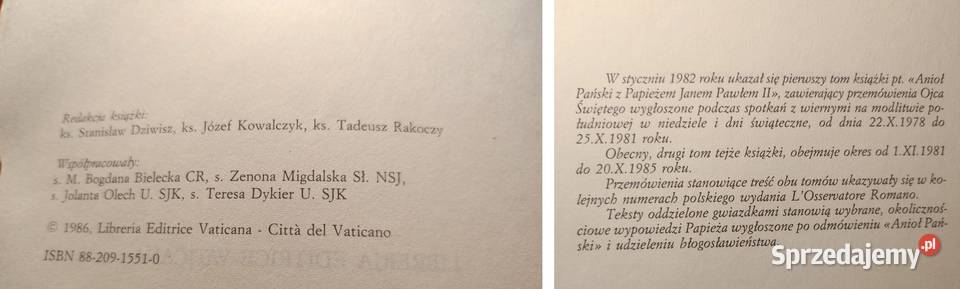 Redakcja książki:
ks. Stanisław Dziwisz, ks. Józef Kowalczyk, ks. Tadeusz Rakoczy
Współpracowały:
s. M. Bogdana Bielecka CR, s. Zenona Migdalska Sł. NSJ,
s. Jolanta Olech U. SJK, s. Teresa Dykier U. SJK
© 1986, Libreria Editrice Vaticana - Città del Vaticano
ISBN 88-209-1551-0
W styczniu 1982 roku ukazał się pierwszy tom książki pt. «Anioł
Pański z Papieżem Janem Pawłem II», zawierający przemówienia Ojca
Świętego wygłoszone podczas spotkań z wiernymi na modlitwie po-
łudniowej w niedziele i dni świąteczne, od dnia 22.X.1978 do
25.X.1981 roku.
Obecny, drugi tom tejże książki, obejmuje okres od 1.XI.1981
do 20.X.1985 roku.
Przemówienia stanowiące treść obu tomów ukazywały się w ko-
lejnych numerach polskiego wydania L'Osservatore Romano.
Teksty oddzielone gwiazdkami stanowią wybrane, okolicznoś-
ciowe wypowiedzi Papieża wygłoszone po odmówieniu «Anioł Pań-
ski» i udzieleniu błogosławieństwa.
Sprzedajemy.pl